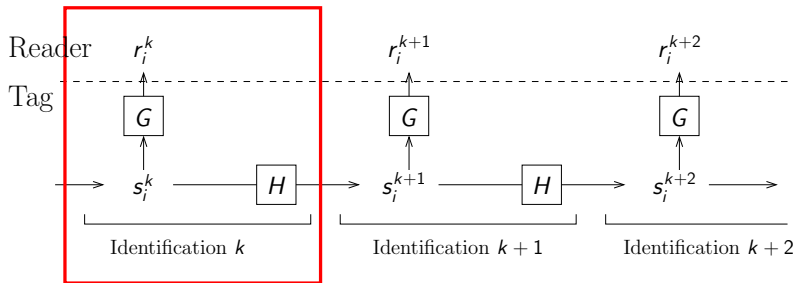 Reader r_i^k r_i^{k+1} r_i^{k+2}
Tag
G G G
s_i^k H s_i^{k+1} H s_i^{k+2}
Identification k Identification k + 1 Identification k + 2